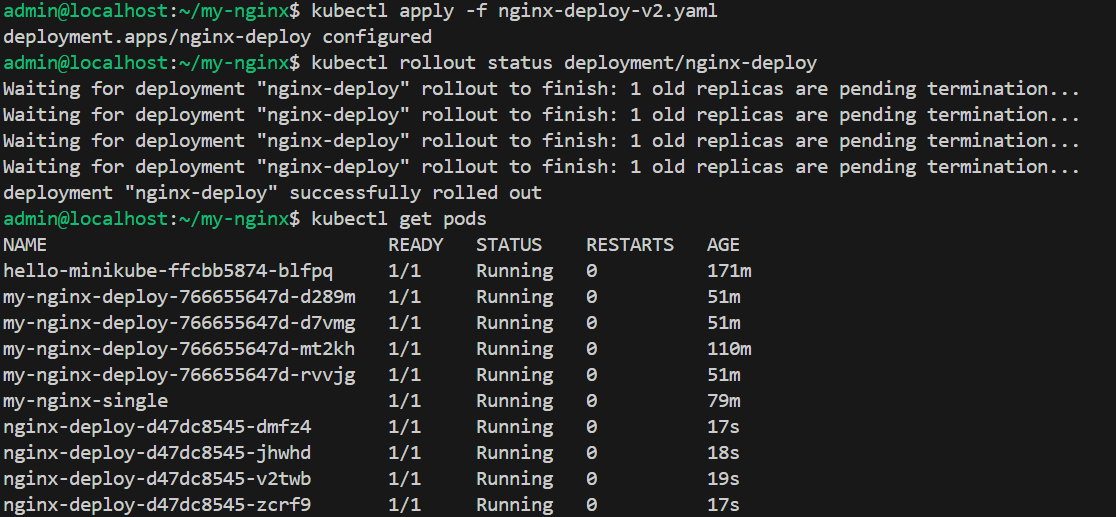 admin@localhost:~/my-nginx$ kubectl apply -f nginx-deploy-v2.yaml
deployment.apps/nginx-deploy configured
admin@localhost:~/my-nginx$ kubectl rollout status deployment/nginx-deploy
Waiting for deployment "nginx-deploy" rollout to finish: 1 old replicas are pending termination...
Waiting for deployment "nginx-deploy" rollout to finish: 1 old replicas are pending termination...
Waiting for deployment "nginx-deploy" rollout to finish: 1 old replicas are pending termination...
Waiting for deployment "nginx-deploy" rollout to finish: 1 old replicas are pending termination...
deployment "nginx-deploy" successfully rolled out
admin@localhost:~/my-nginx$ kubectl get pods
NAME                              READY   STATUS    RESTARTS   AGE
hello-minikube-ffcbb5874-blfpq    1/1     Running   0          171m
my-nginx-deploy-766655647d-d289m   1/1     Running   0          51m
my-nginx-deploy-766655647d-d7vmg   1/1     Running   0          51m
my-nginx-deploy-766655647d-mt2kh   1/1     Running   0          110m
my-nginx-deploy-766655647d-rvvjg   1/1     Running   0          51m
my-nginx-single                   1/1     Running   0          79m
nginx-deploy-d47dc8545-dmfz4      1/1     Running   0          17s
nginx-deploy-d47dc8545-jhwhd      1/1     Running   0          18s
nginx-deploy-d47dc8545-v2twb      1/1     Running   0          19s
nginx-deploy-d47dc8545-zcrf9      1/1     Running   0          17s